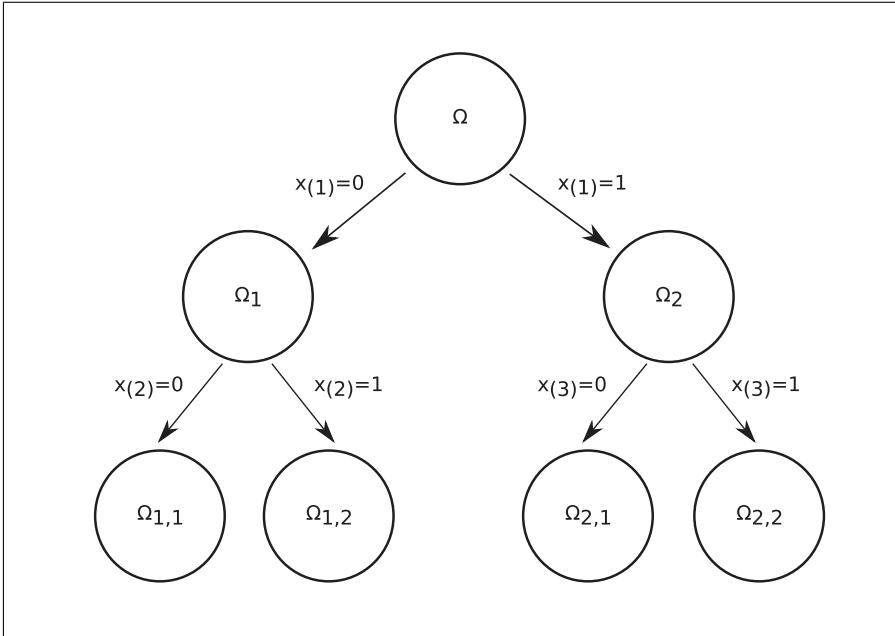 Ω
x(1)=0
x(1)=1
Ω1
Ω2
x(2)=0
x(2)=1
x(3)=0
x(3)=1
Ω1,1
Ω1,2
Ω2,1
Ω2,2